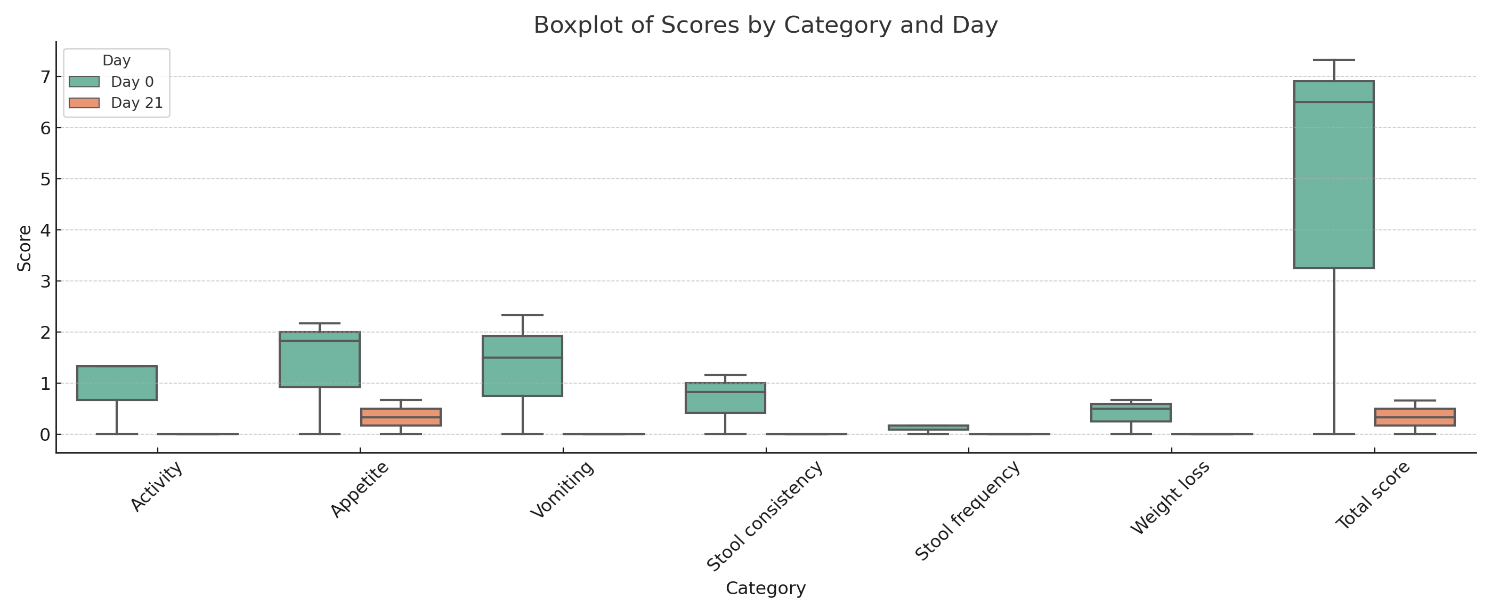 Boxplot of Scores by Category and Day
Day
Day 0
Day 21
7
6
5
4
3
2
1
0
Score
Activity
Appetite
Vomiting
Stool consistency
Stool frequency
Weight loss
Total score
Category